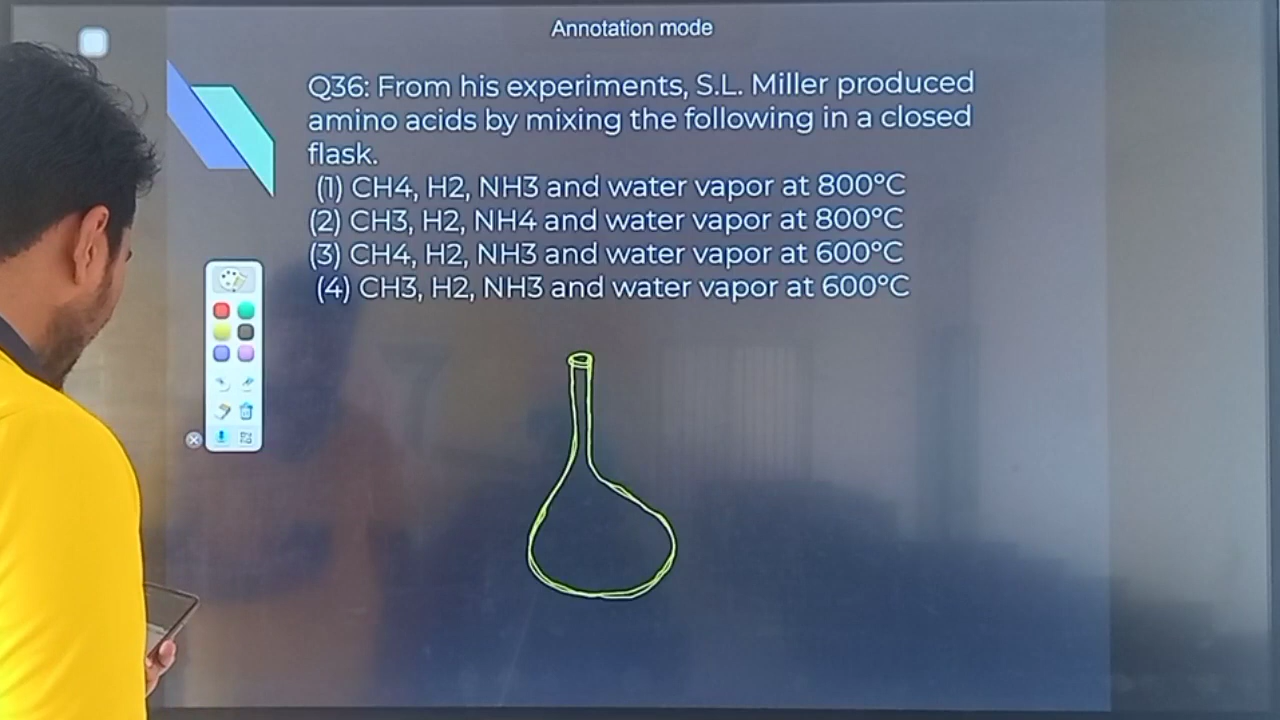 Annotation mode
Q36: From his experiments, S.L. Miller produced
amino acids by mixing the following in a closed
flask.
(1) CH4, H2, NH3 and water vapor at 800°C
(2) CH3, H2, NH4 and water vapor at 800°C
(3) CH4, H2, NH3 and water vapor at 600°C
(4) CH3, H2, NH3 and water vapor at 600°C